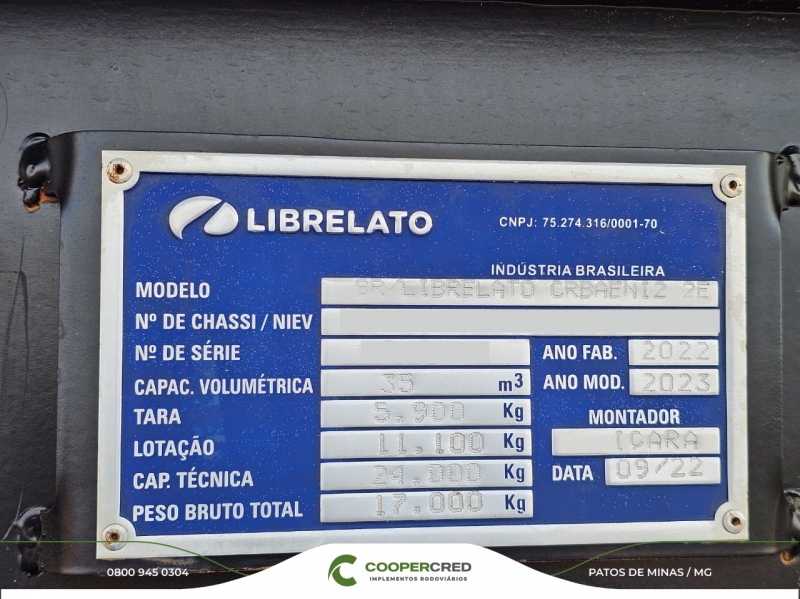 LIBRELATO
CNPJ: 75.274.316/0001-70
INDÚSTRIA BRASILEIRA
MODELO SR/LIBRELATO CRBAENI2 2E
Nº DE CHASSI / NIEV
Nº DE SÉRIE ANO FAB. 2022
CAPAC. VOLUMÉTRICA 35 m3 ANO MOD. 2023
TARA 5.900 Kg MONTADOR
LOTAÇÃO 11.100 Kg IÇARA
CAP. TÉCNICA 24.000 Kg DATA 09/22
PESO BRUTO TOTAL 17.000 Kg
0800 945 0304 COOPERCRED PATOS DE MINAS / MG
IMPLEMENTOS RODOVIÁRIOS